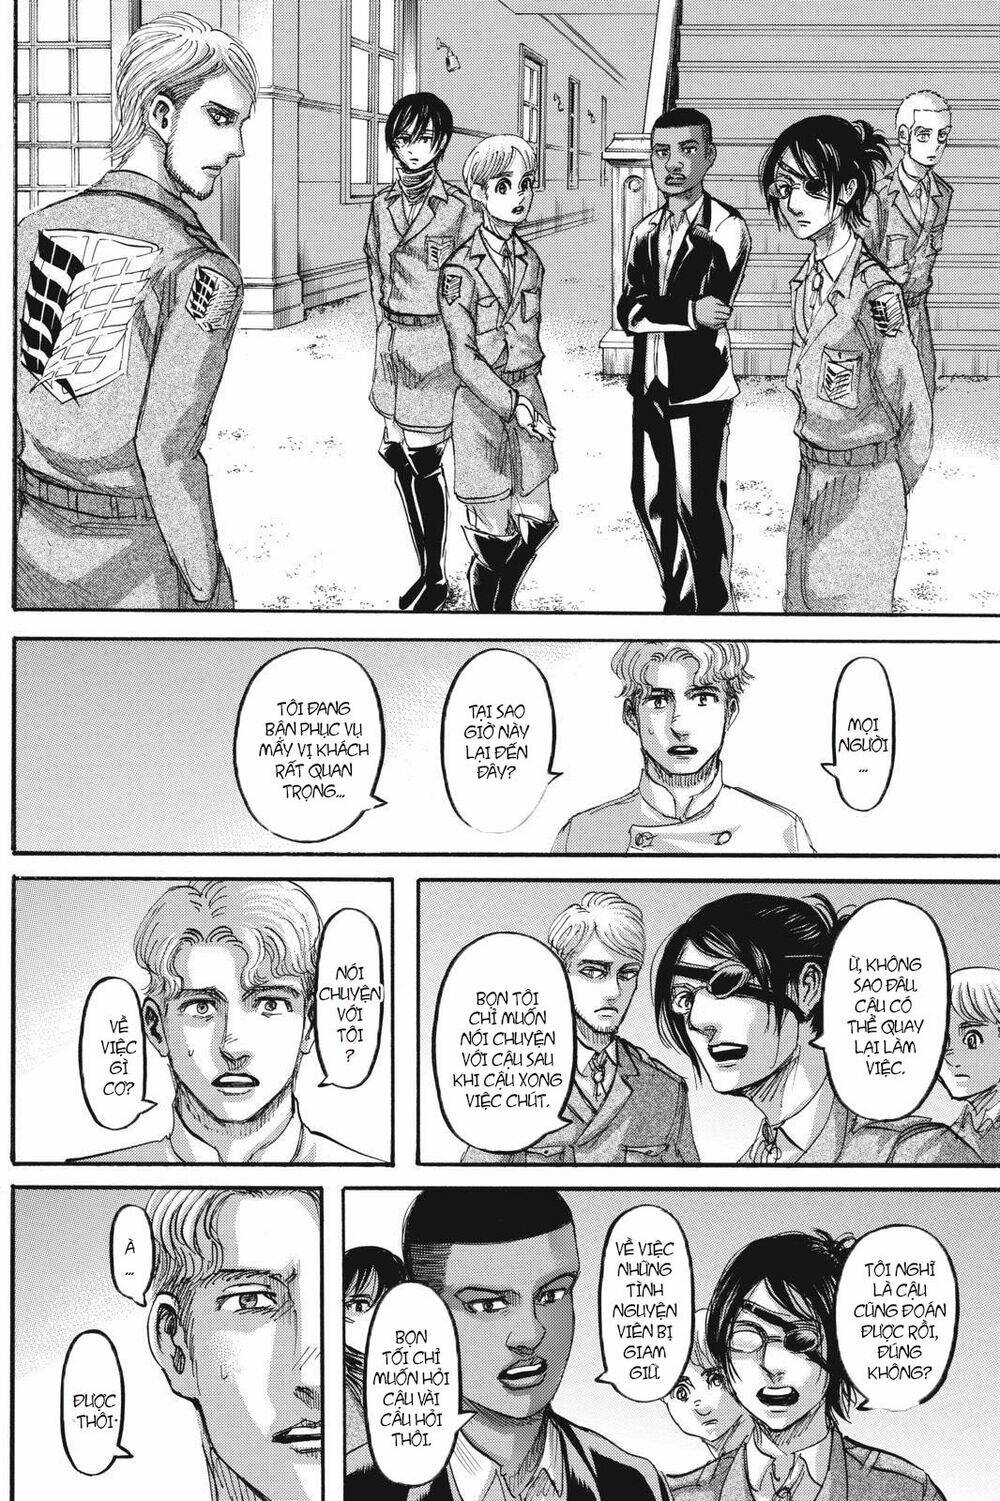 MỌI
NGƯỜI
...
TẠI SAO
GIỜ NÀY
LẠI ĐẾN
ĐÂY?
TÔI ĐANG
BẬN PHỤC VỤ
MẤY VỊ KHÁCH
RẤT QUAN
TRỌNG...
Ừ, KHÔNG
SAO ĐÂU.
CẬU CÓ
THỂ QUAY
LẠI LÀM
VIỆC.
BỌN TÔI
CHỈ MUỐN
NÓI CHUYỆN
VỚI CẬU SAU
KHI CẬU XONG
VIỆC CHÚT.
NÓI
CHUYỆN
VỚI
TÔI
?
VỀ
VIỆC
GÌ
CƠ?
TÔI NGHĨ
LÀ CẬU
CŨNG ĐOÁN
ĐƯỢC RỒI,
ĐÚNG
KHÔNG?
VỀ VIỆC
NHỮNG
TÌNH
NGUYỆN
VIÊN BỊ
GIAM
GIỮ.
BỌN
TỐI CHỈ
MUỐN HỎI
CẬU VÀI
CÂU HỎI
THÔI.
À
...
ĐƯỢC
THÔI.